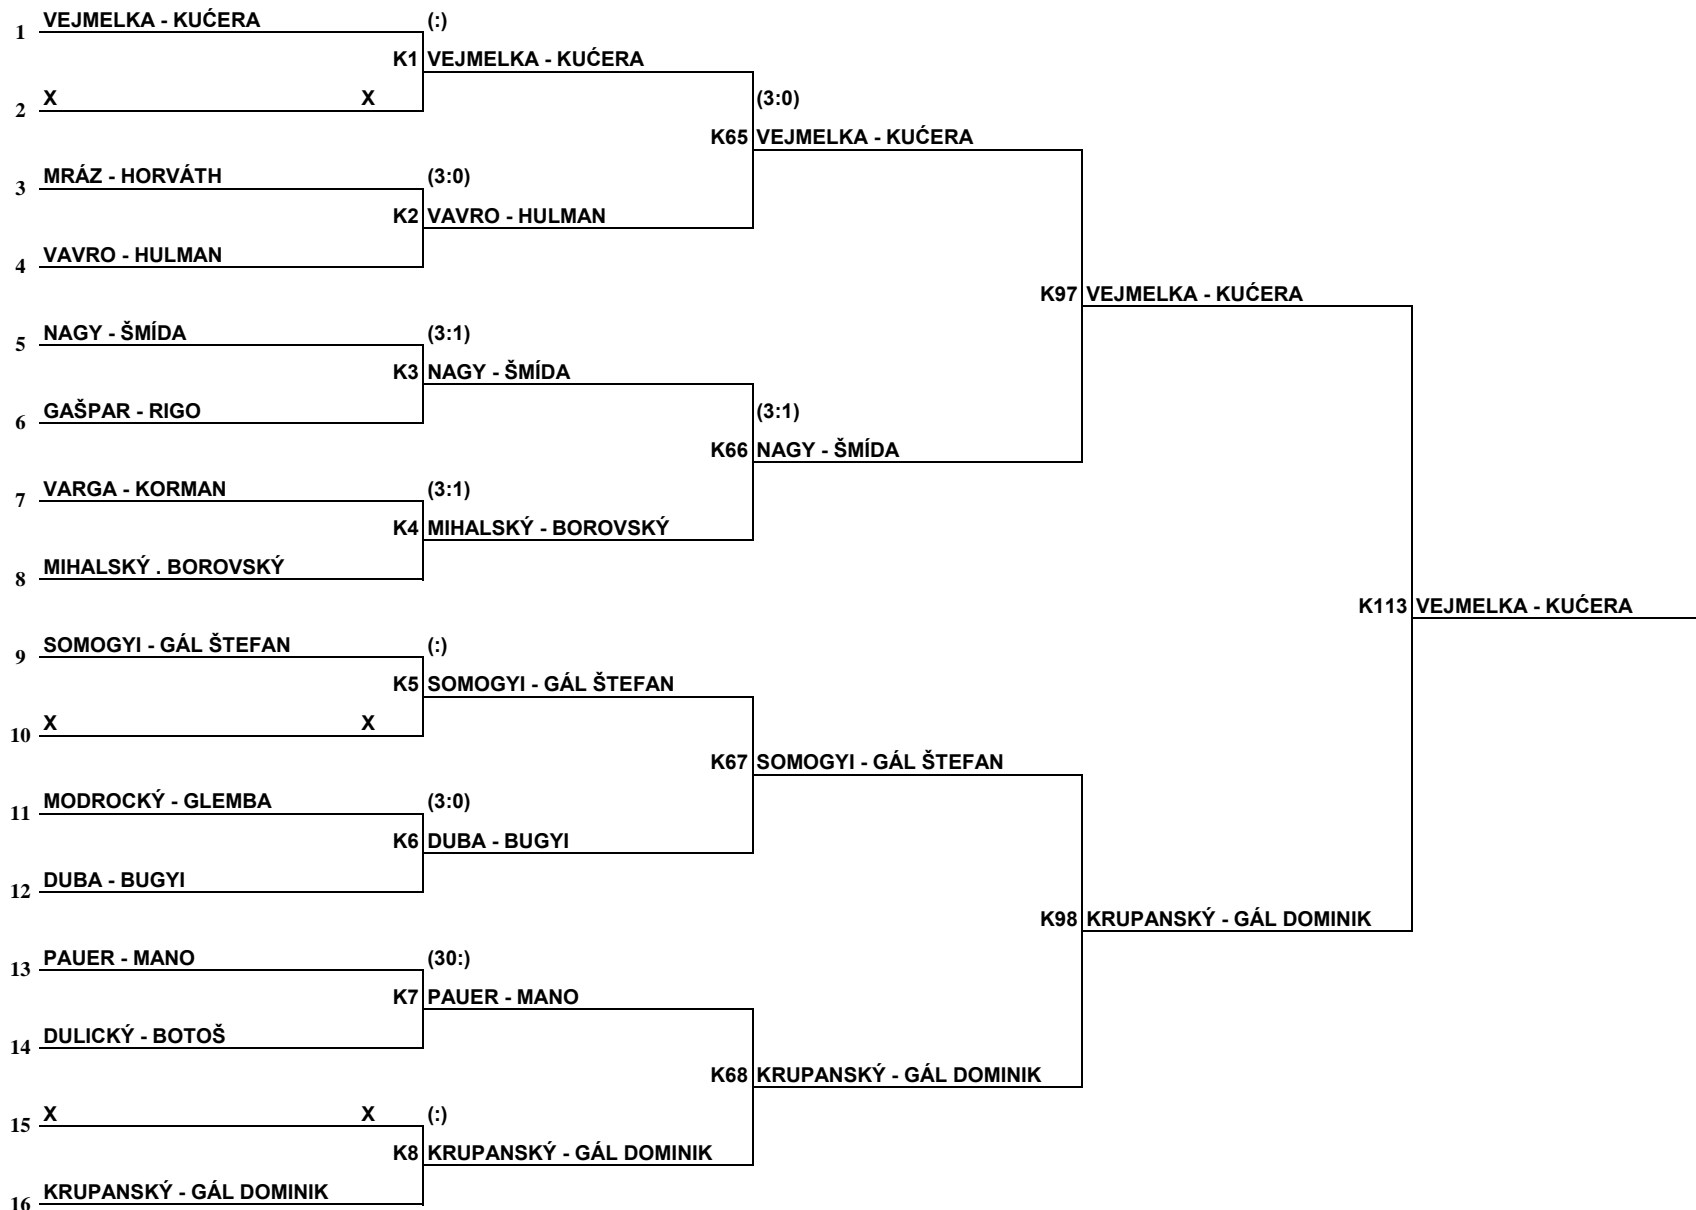 VEJMELKA - KUĆERA (:)
1
K1 VEJMELKA - KUĆERA
X X (3:0)
2
K65 VEJMELKA - KUĆERA
MRÁZ - HORVÁTH (3:0)
3
K2 VAVRO - HULMAN
VAVRO - HULMAN
4
K97 VEJMELKA - KUĆERA
NAGY - ŠMÍDA (3:1)
5
K3 NAGY - ŠMÍDA
GAŠPAR - RIGO (3:1)
6
K66 NAGY - ŠMÍDA
VARGA - KORMAN (3:1)
7
K4 MIHALSKÝ - BOROVSKÝ
MIHALSKÝ . BOROVSKÝ
8
K113 VEJMELKA - KUĆERA
SOMOGYI - GÁL ŠTEFAN (:)
9
K5 SOMOGYI - GÁL ŠTEFAN
X X
10
K67 SOMOGYI - GÁL ŠTEFAN
MODROCKÝ - GLEMBA (3:0)
11
K6 DUBA - BUGYI
DUBA - BUGYI
12
K98 KRUPANSKÝ - GÁL DOMINIK
PAUER - MANO (30:)
13
K7 PAUER - MANO
DULICKÝ - BOTOŠ
14
K68 KRUPANSKÝ - GÁL DOMINIK
X X (:)
15
K8 KRUPANSKÝ - GÁL DOMINIK
KRUPANSKÝ - GÁL DOMINIK
16